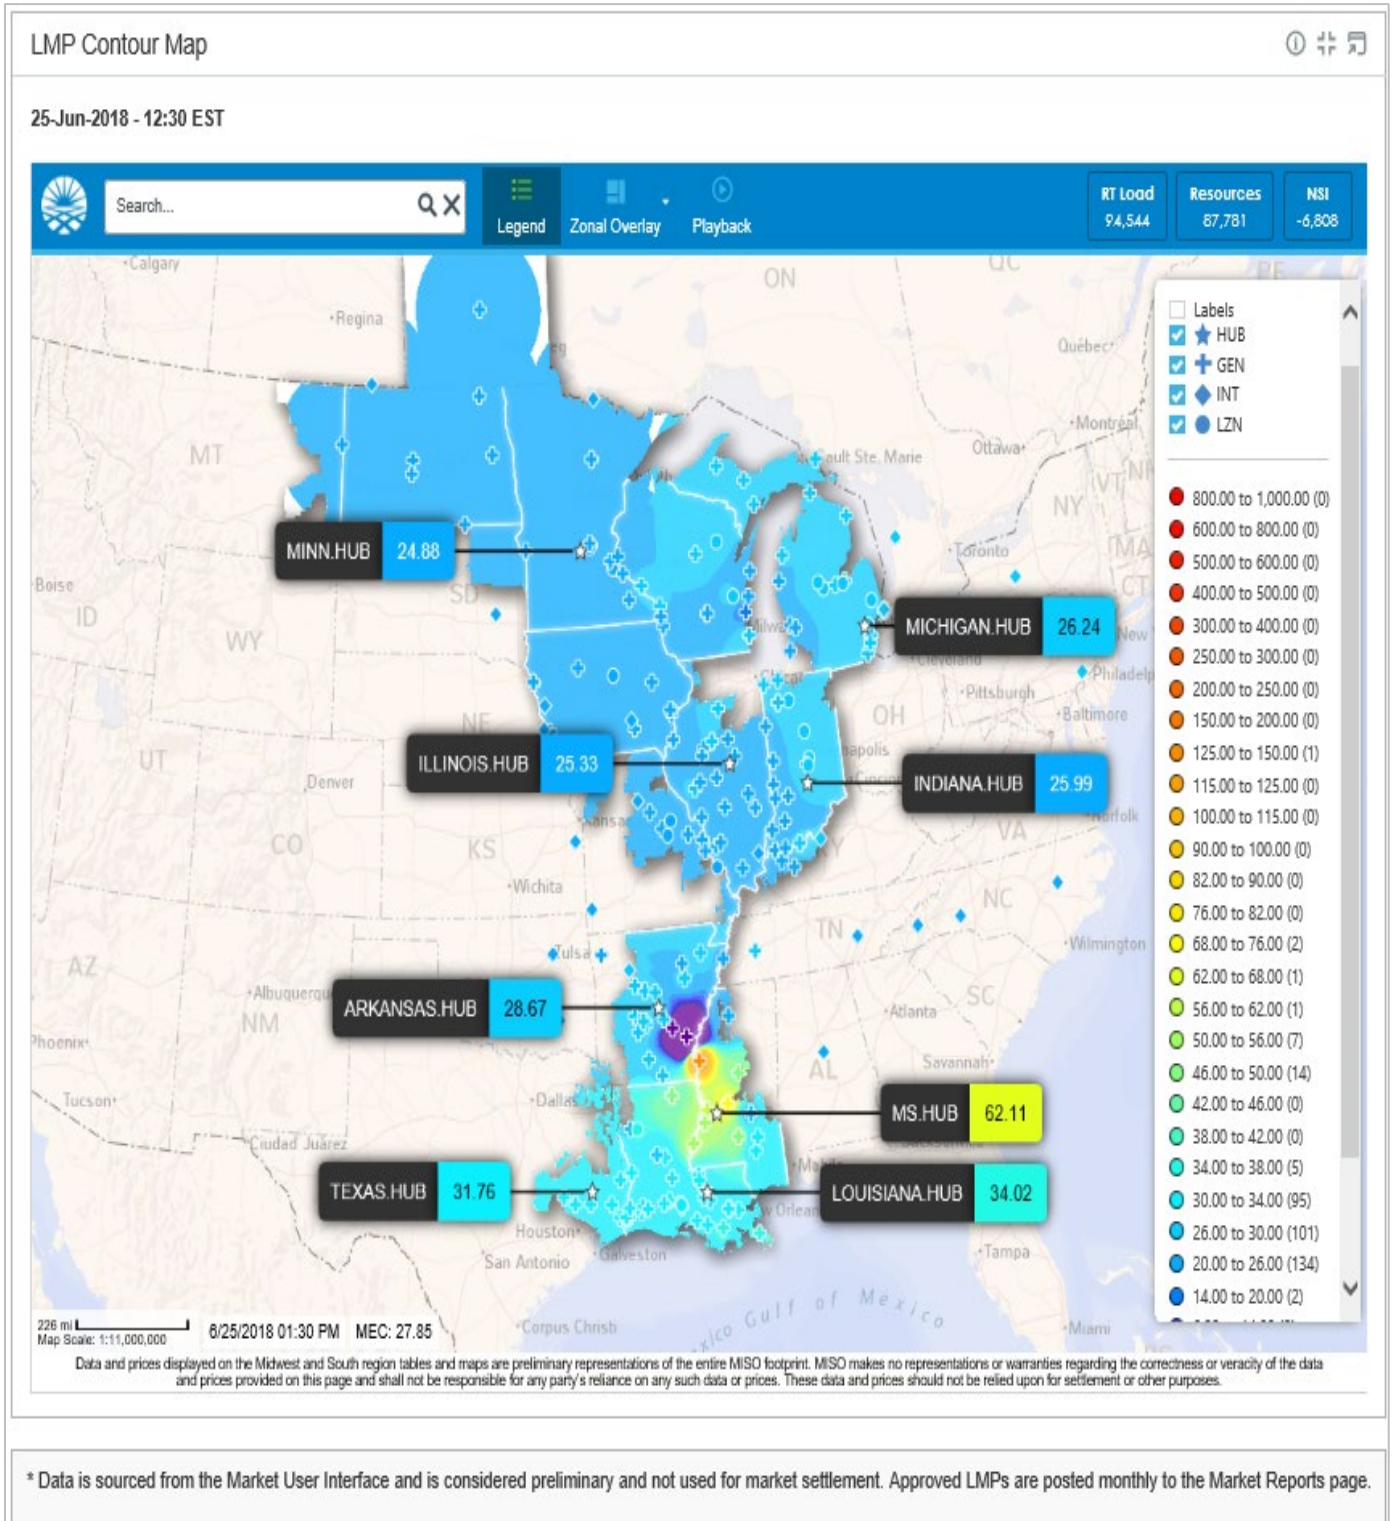 LMP Contour Map
25-Jun-2018 - 12:30 EST
Search...
Legend
Zonal Overlay
Playback
RT Load
94,544
Resources
87,781
NSI
-6,808
Calgary
ON
QC
PE
Regina
Québec
Montréal
Ottawa
ault Ste. Marie
MT
VT
NY
MA
CT
Toronto
Boise
ID
SD
WY
New
Milwa
Cleveland
Philadelp
Pittsburgh
Baltimore
NE
OH
UT
Denver
napolis
Cincin
Norfolk
VA
CO
KS
Kansa
KY
Wichita
NC
TN
Wilmington
Tulsa
AZ
Albuquerqu
NM
SC
Atlanta
Phoenix
AL
Savannah
Tucson
Dallas
Ciudad Juárez
Mobil
w Orlean
Houston
San Antonio
Galveston
Tampa
Corpus Christi
Gulf of Mexico
Miami
MINN.HUB 24.88
MICHIGAN.HUB 26.24
ILLINOIS.HUB 25.33
INDIANA.HUB 25.99
ARKANSAS.HUB 28.67
MS.HUB 62.11
TEXAS.HUB 31.76
LOUISIANA.HUB 34.02
Labels
HUB
GEN
INT
LZN
800.00 to 1,000.00 (0)
600.00 to 800.00 (0)
500.00 to 600.00 (0)
400.00 to 500.00 (0)
300.00 to 400.00 (0)
250.00 to 300.00 (0)
200.00 to 250.00 (0)
150.00 to 200.00 (0)
125.00 to 150.00 (1)
115.00 to 125.00 (0)
100.00 to 115.00 (0)
90.00 to 100.00 (0)
82.00 to 90.00 (0)
76.00 to 82.00 (0)
68.00 to 76.00 (2)
62.00 to 68.00 (1)
56.00 to 62.00 (1)
50.00 to 56.00 (7)
46.00 to 50.00 (14)
42.00 to 46.00 (0)
38.00 to 42.00 (0)
34.00 to 38.00 (5)
30.00 to 34.00 (95)
26.00 to 30.00 (101)
20.00 to 26.00 (134)
14.00 to 20.00 (2)
226 mi
Map Scale: 1:11,000,000
6/25/2018 01:30 PM MEC: 27.85
Data and prices displayed on the Midwest and South region tables and maps are preliminary representations of the entire MISO footprint. MISO makes no representations or warranties regarding the correctness or veracity of the data
and prices provided on this page and shall not be responsible for any party's reliance on any such data or prices. These data and prices should not be relied upon for settlement or other purposes.
* Data is sourced from the Market User Interface and is considered preliminary and not used for market settlement. Approved LMPs are posted monthly to the Market Reports page.